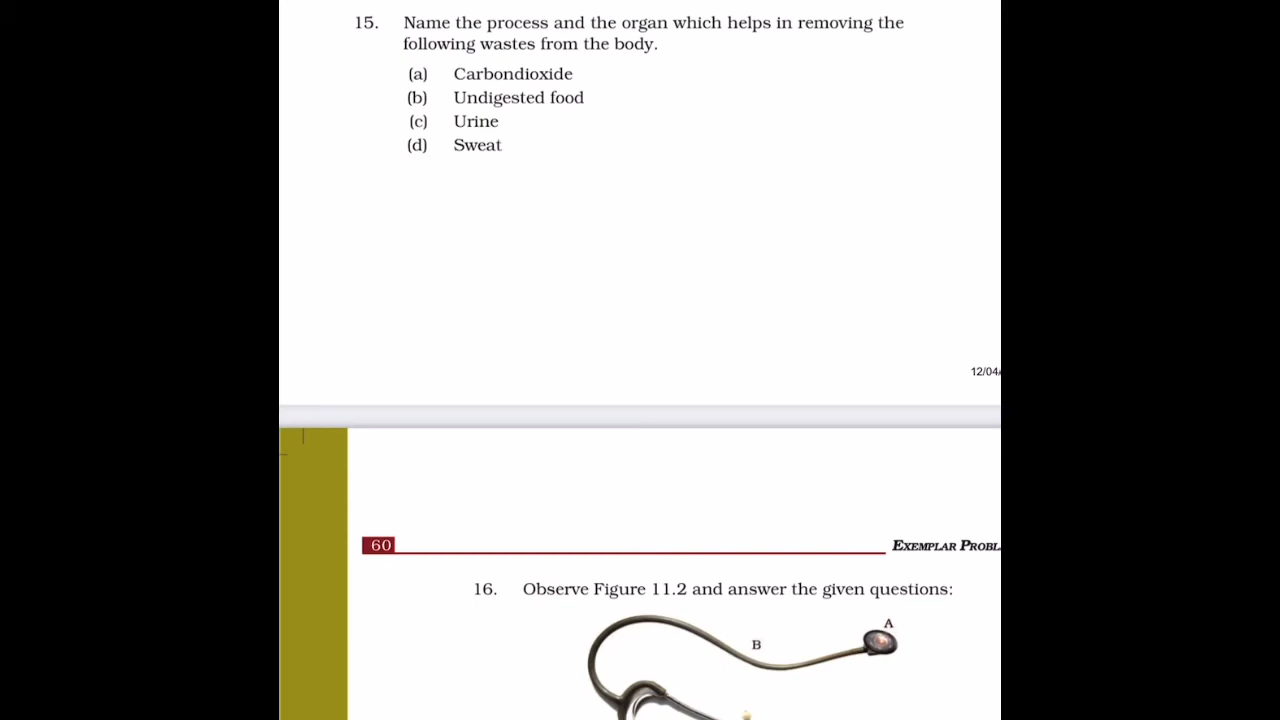 15. Name the process and the organ which helps in removing the
following wastes from the body.
(a) Carbondioxide
(b) Undigested food
(c) Urine
(d) Sweat
12/04/
60
EXEMPLAR PROBL
16. Observe Figure 11.2 and answer the given questions:
A
B